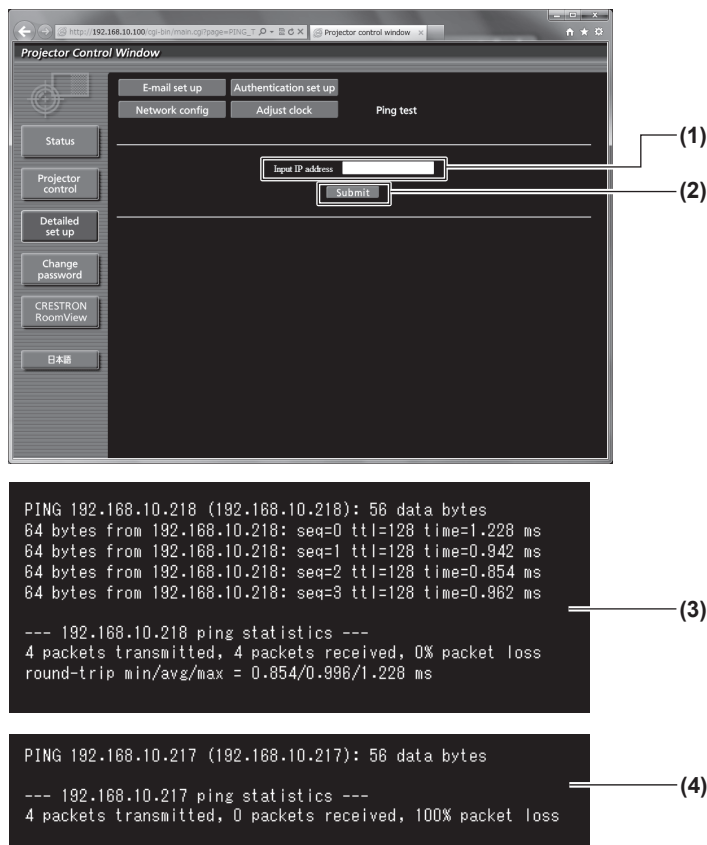 http://192.168.10.100/cgi-bin/main.cgi?page=PING_T
Projector control window
Projector Control Window
E-mail set up
Authentication set up
Network config
Adjust clock
Ping test
Status
Projector
control
Detailed
set up
Change
password
CRESTRON
RoomView
日本語
Input IP address
Submit
(1)
(2)
PING 192.168.10.218 (192.168.10.218): 56 data bytes
64 bytes from 192.168.10.218: seq=0 ttl=128 time=1.228 ms
64 bytes from 192.168.10.218: seq=1 ttl=128 time=0.942 ms
64 bytes from 192.168.10.218: seq=2 ttl=128 time=0.854 ms
64 bytes from 192.168.10.218: seq=3 ttl=128 time=0.962 ms
--- 192.168.10.218 ping statistics ---
4 packets transmitted, 4 packets received, 0% packet loss
round-trip min/avg/max = 0.854/0.996/1.228 ms
(3)
PING 192.168.10.217 (192.168.10.217): 56 data bytes
--- 192.168.10.217 ping statistics ---
4 packets transmitted, 0 packets received, 100% packet loss
(4)